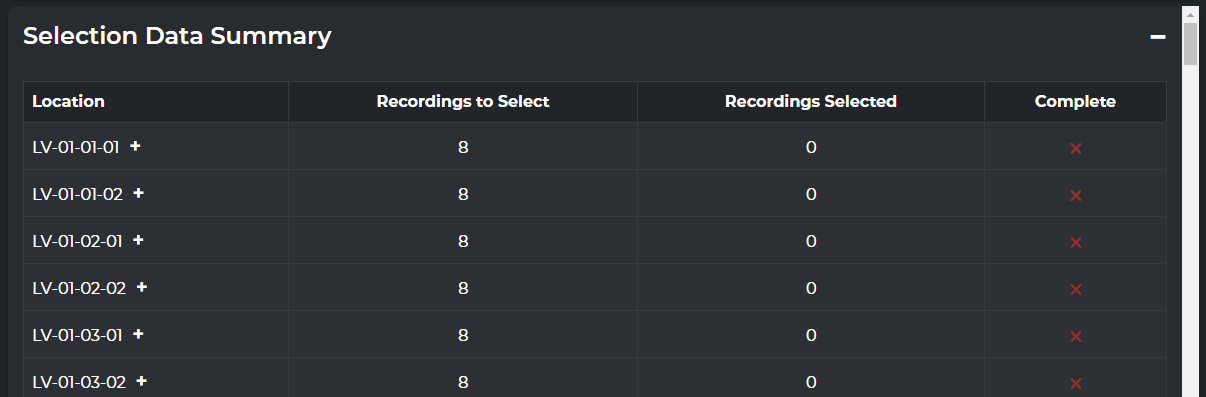 Selection Data Summary
Location Recordings to Select Recordings Selected Complete
LV-01-01-01 + 8 0 ×
LV-01-01-02 + 8 0 ×
LV-01-02-01 + 8 0 ×
LV-01-02-02 + 8 0 ×
LV-01-03-01 + 8 0 ×
LV-01-03-02 + 8 0 ×